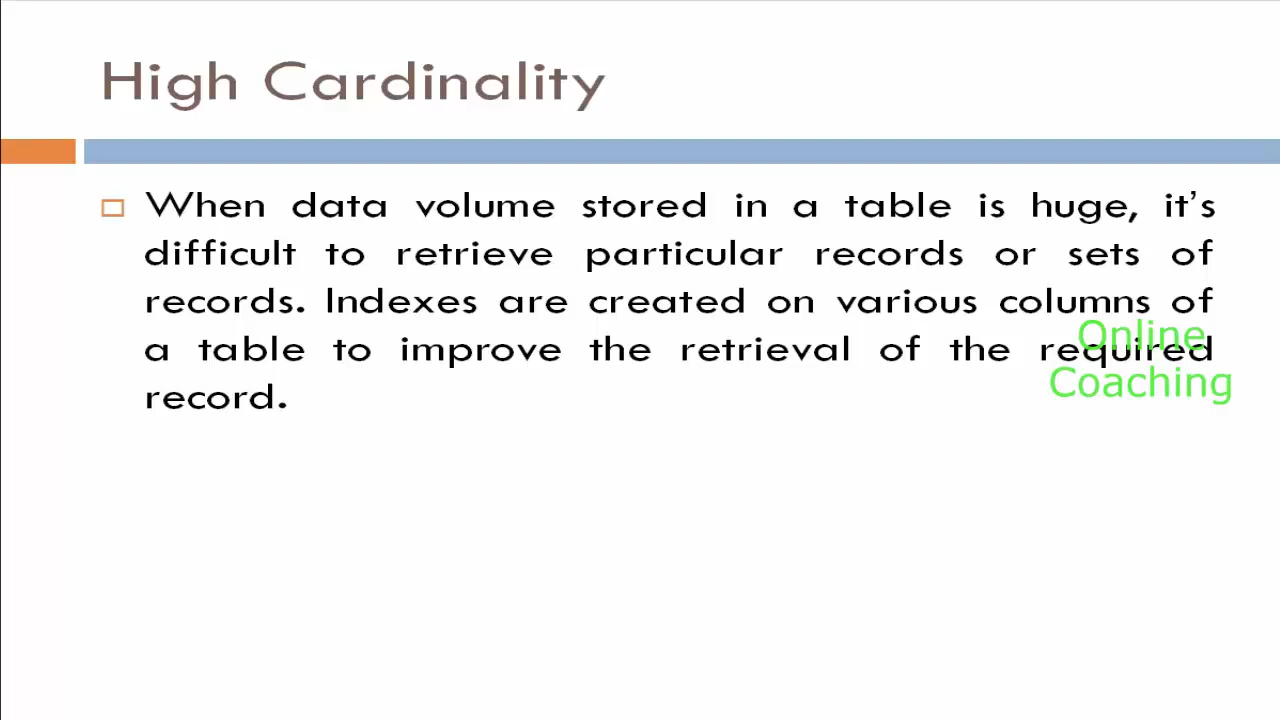 High Cardinality
When data volume stored in a table is huge, it's
difficult to retrieve particular records or sets of
records. Indexes are created on various columns of
a table to improve the retrieval of the required
record.
Online
Coaching